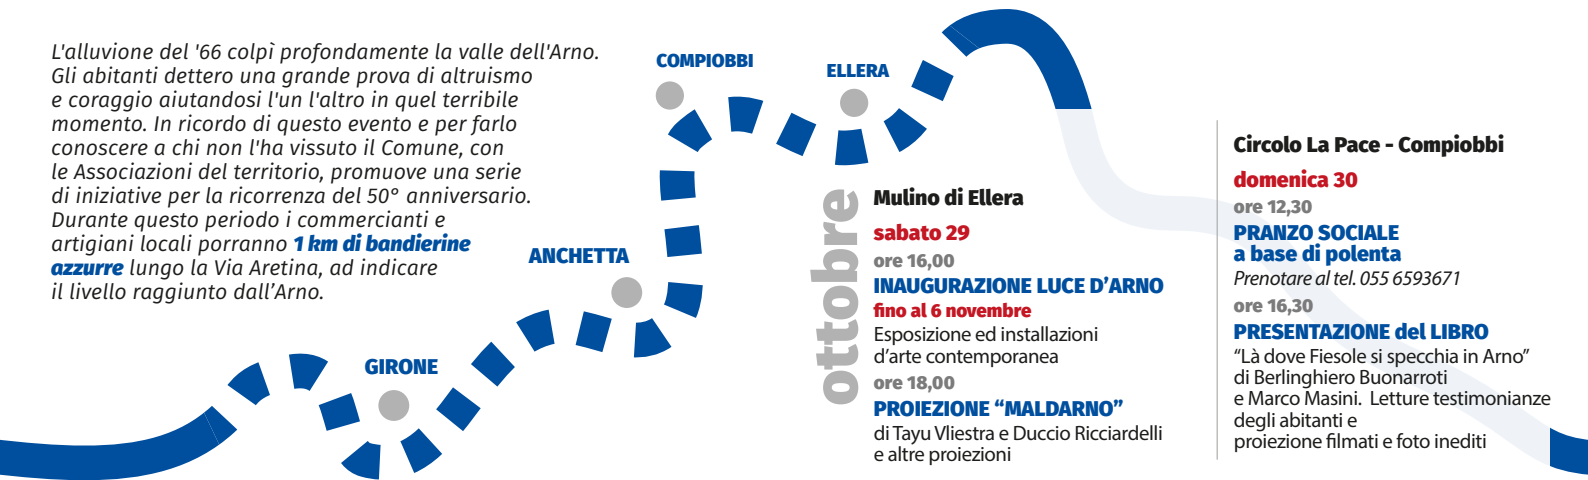 L'alluvione del '66 colpì profondamente la valle dell'Arno.
Gli abitanti dettero una grande prova di altruismo
e coraggio aiutandosi l'un l'altro in quel terribile
momento. In ricordo di questo evento e per farlo
conoscere a chi non l'ha vissuto il Comune, con
le Associazioni del territorio, promuove una serie
di iniziative per la ricorrenza del 50° anniversario.
Durante questo periodo i commercianti e
artigiani locali porranno 1 km di bandierine
azzurre lungo la Via Aretina, ad indicare
il livello raggiunto dall’Arno.
GIRONE
ANCHETTA
COMPIOBBI
ELLERA
ottobre
Mulino di Ellera
sabato 29
ore 16,00
INAUGURAZIONE LUCE D’ARNO
fino al 6 novembre
Esposizione ed installazioni
d’arte contemporanea
ore 18,00
PROIEZIONE “MALDARNO”
di Tayu Vliestra e Duccio Ricciardelli
e altre proiezioni
Circolo La Pace - Compiobbi
domenica 30
ore 12,30
PRANZO SOCIALE
a base di polenta
Prenotare al tel. 055 6593671
ore 16,30
PRESENTAZIONE del LIBRO
“Là dove Fiesole si specchia in Arno”
di Berlinghiero Buonarroti
e Marco Masini. Letture testimonianze
degli abitanti e
proiezione filmati e foto inediti